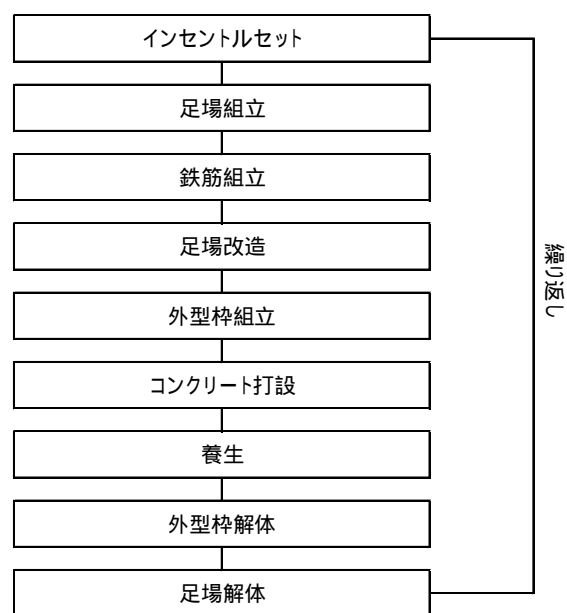 インセントルセット
足場組立
鉄筋組立
足場改造
外型枠組立
コンクリート打設
養生
外型枠解体
足場解体
繰り返し